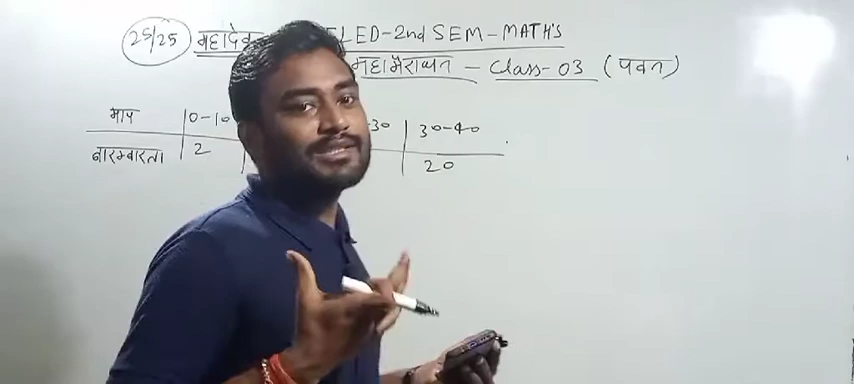 25/25 महादेव ELED-2nd SEM-MATH'S
महामैराथन - Class-03 (पवन)
0-10 -30 30-40
बारम्बारता 2 20